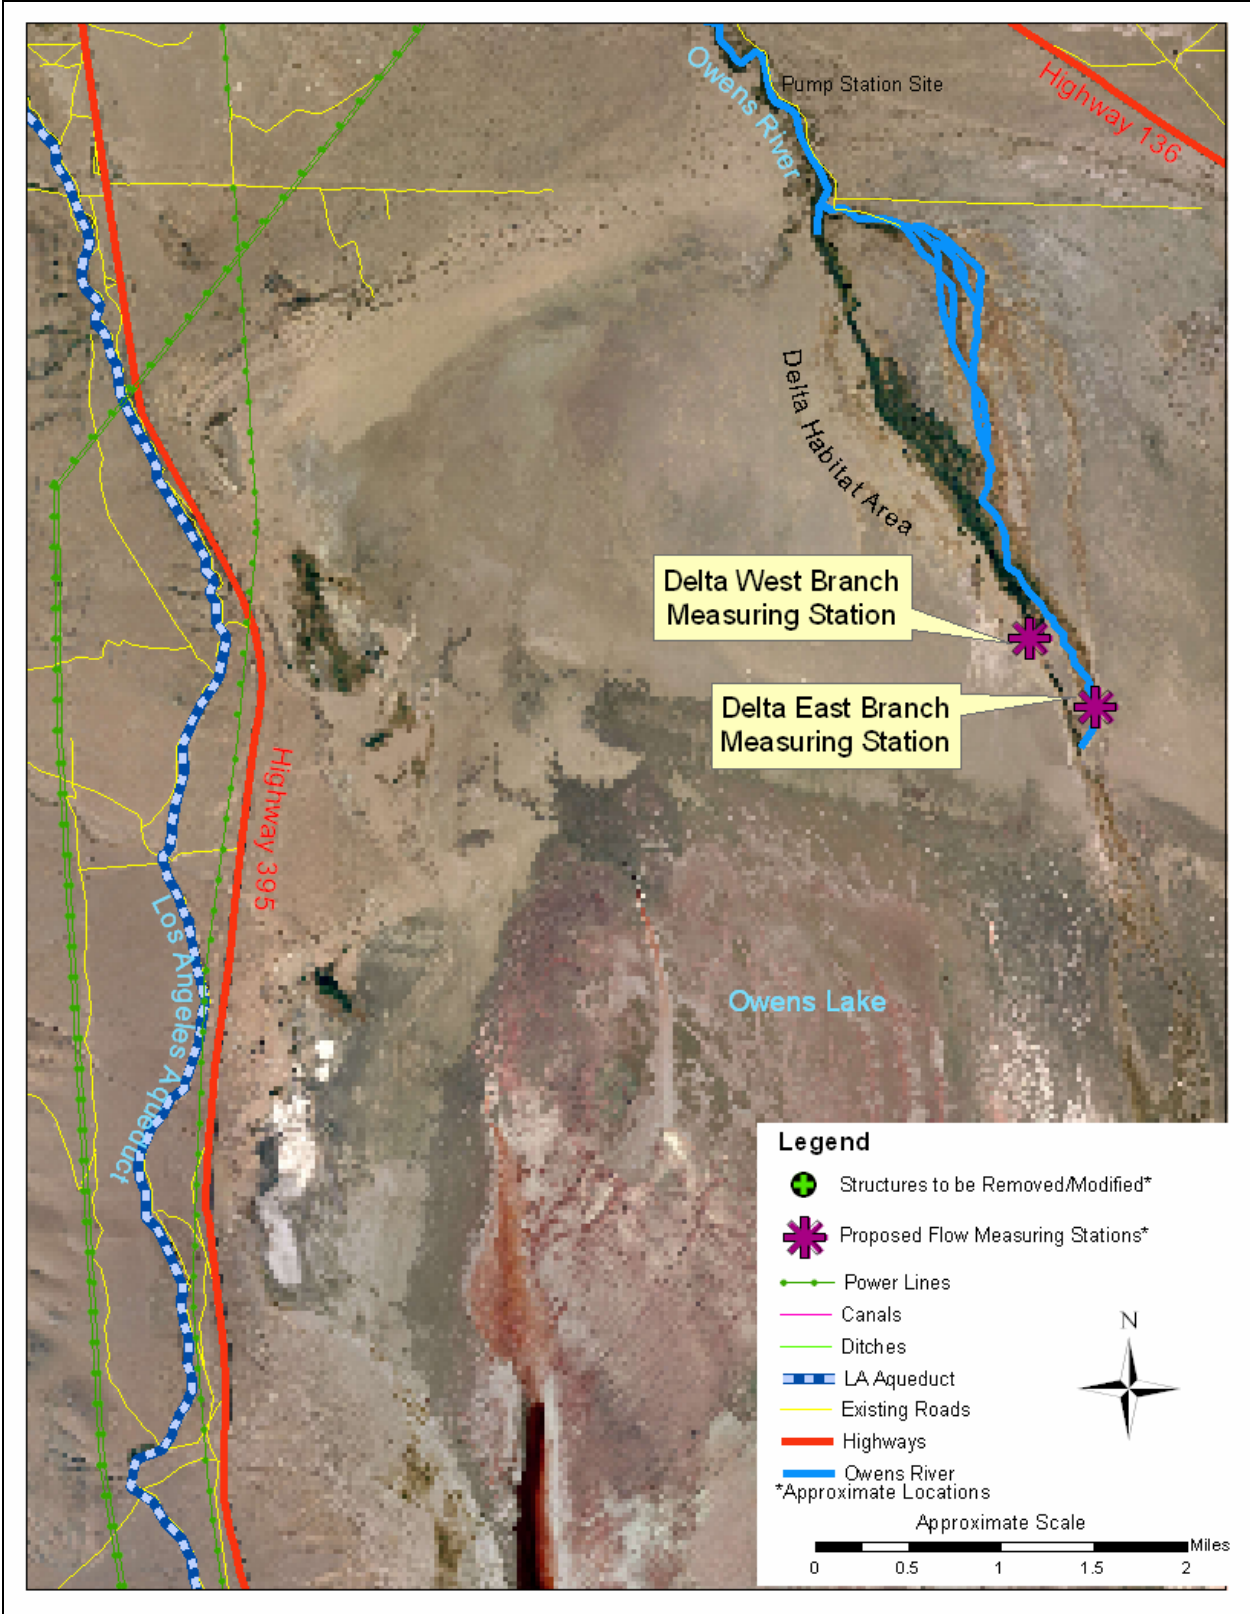 Owens River
Pump Station Site
Highway 136
Delta Habitat Area
Delta West Branch
Measuring Station
Delta East Branch
Measuring Station
Highway 395
Los Angeles Aqueduct
Owens Lake
Legend
Structures to be Removed/Modified*
Proposed Flow Measuring Stations*
Power Lines
Canals
Ditches
LA Aqueduct
Existing Roads
Highways
Owens River
*Approximate Locations
N
Approximate Scale
Miles
0 0.5 1 1.5 2